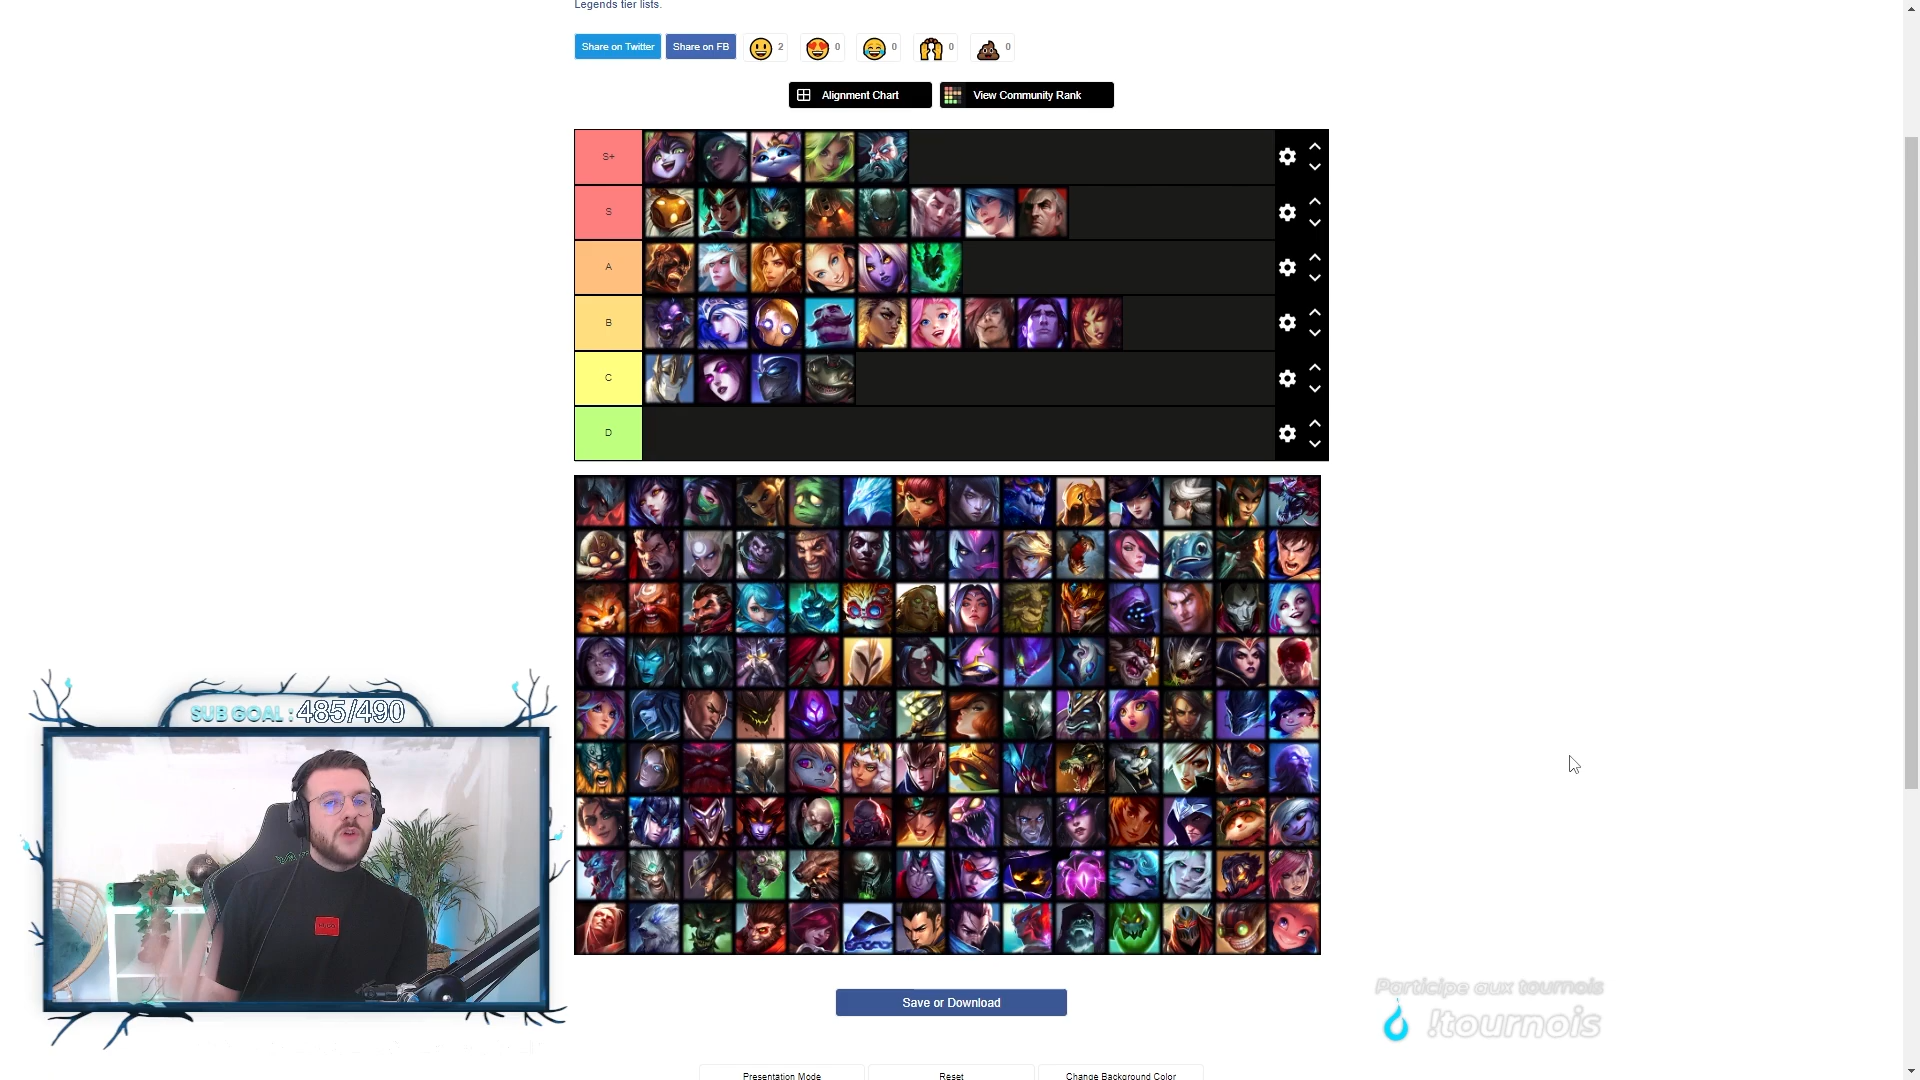 Legends tier lists.
Share on Twitter
Share on FB
2
0
0
0
0
Alignment Chart
View Community Rank
S+
S
A
B
C
D
SUB GOAL : 485/490
Save or Download
Participe aux tournois
!tournois
Presentation Mode
Reset
Change Background Color